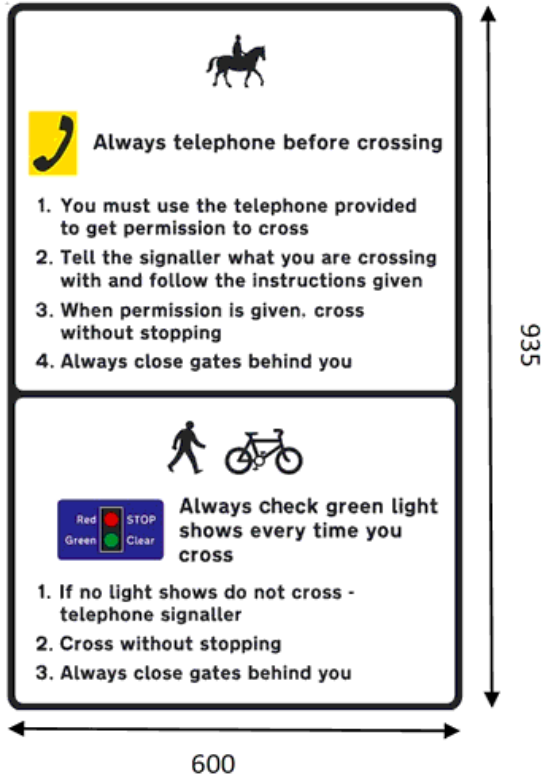 Always telephone before crossing
1. You must use the telephone provided
to get permission to cross
2. Tell the signaller what you are crossing
with and follow the instructions given
3. When permission is given. cross
without stopping
4. Always close gates behind you
935
Red STOP
Green Clear
Always check green light
shows every time you
cross
1. If no light shows do not cross -
telephone signaller
2. Cross without stopping
3. Always close gates behind you
600